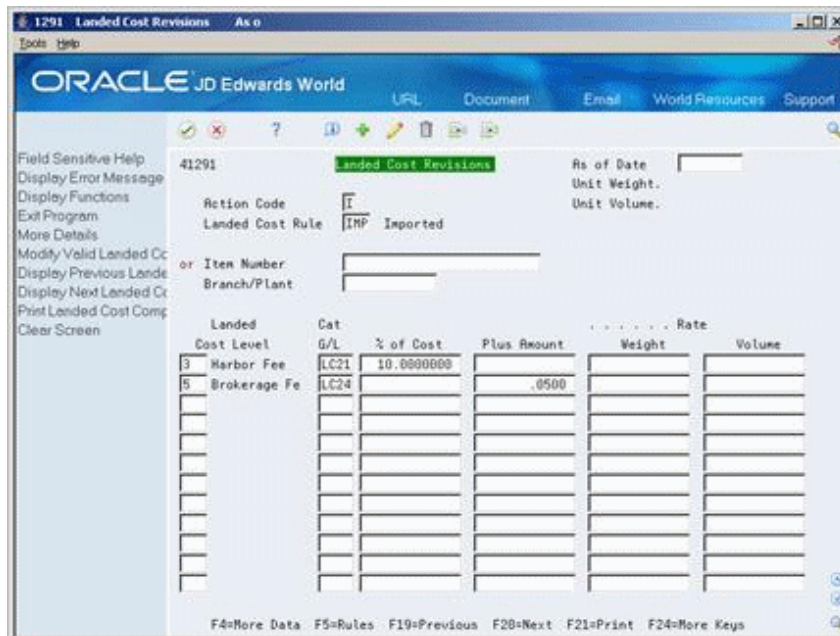 1291 Landed Cost Revisions As o
Tools Help
ORACLE JD Edwards World
URL Document Email World Resources Support
Field Sensitive Help
Display Error Message
Display Functions
Exit Program
More Details
Modify Valid Landed Cc
Display Previous Lande
Display Next Landed Cc
Print Landed Cost Comp
Clear Screen
41291 Landed Cost Revisions As of Date
Unit Weight.
Action Code I Unit Volume.
Landed Cost Rule IMP Imported
or Item Number
Branch/Plant
Landed Cat . . . . . . Rate
Cost Level G/L % of Cost Plus Amount Weight Volume
3 Harbor Fee LC21 10.0000000
5 Brokerage Fe LC24 .0500
F4=More Data F5=Rules F19=Previous F20=Next F21=Print F24=More Keys